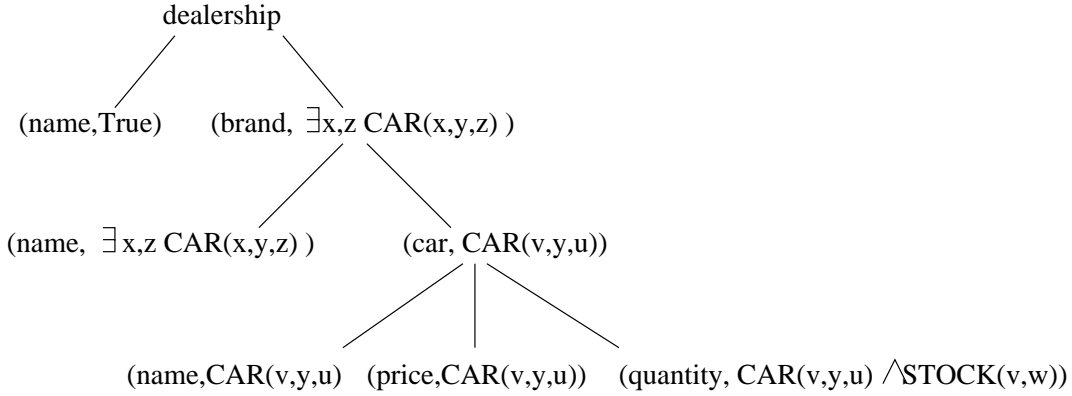 dealership
(name,True) (brand, ∃x,z CAR(x,y,z) )
(name, ∃ x,z CAR(x,y,z) ) (car, CAR(v,y,u))
(name,CAR(v,y,u) (price,CAR(v,y,u)) (quantity, CAR(v,y,u) ∧STOCK(v,w))